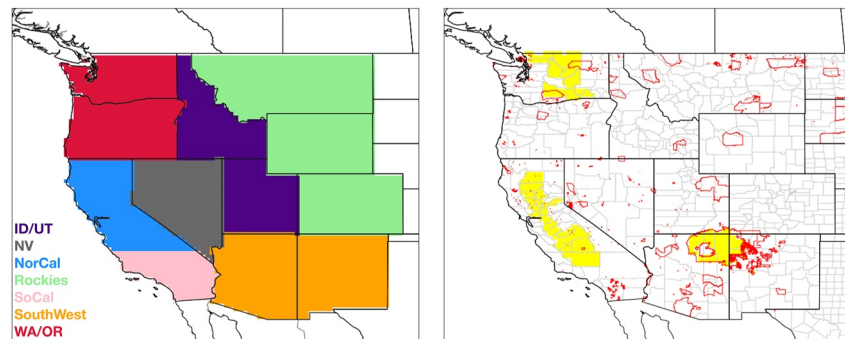 ID/UT
NV
NorCal
Rockies
SoCal
SouthWest
WA/OR